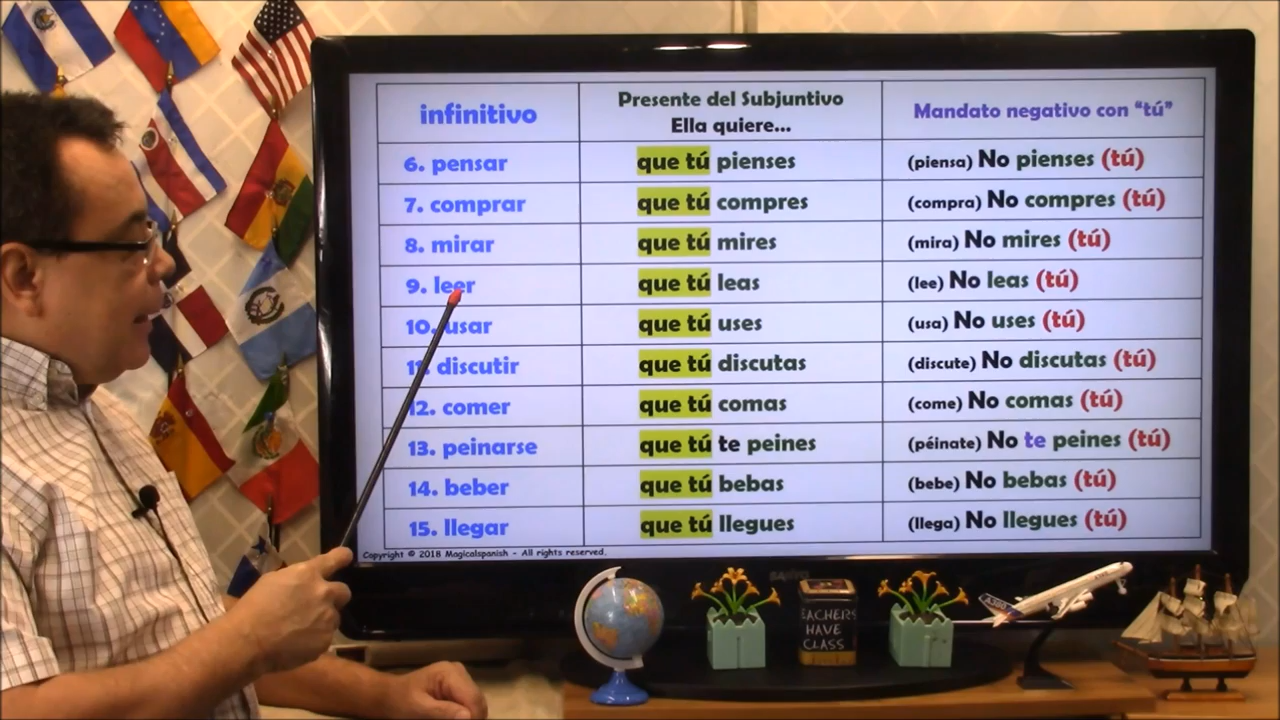 infinitivo
Presente del Subjuntivo
Ella quiere...
Mandato negativo con “tú”
6. pensar que tú pienses (piensa) No pienses (tú)
7. comprar que tú compres (compra) No compres (tú)
8. mirar que tú mires (mira) No mires (tú)
9. leer que tú leas (lee) No leas (tú)
10. usar que tú uses (usa) No uses (tú)
11. discutir que tú discutas (discute) No discutas (tú)
12. comer que tú comas (come) No comas (tú)
13. peinarse que tú te peines (péinate) No te peines (tú)
14. beber que tú bebas (bebe) No bebas (tú)
15. llegar que tú llegues (llega) No llegues (tú)
Copyright © 2018 Magicalspanish - All rights reserved.
SANYO
EACHERS
HAVE
CLASS
A380